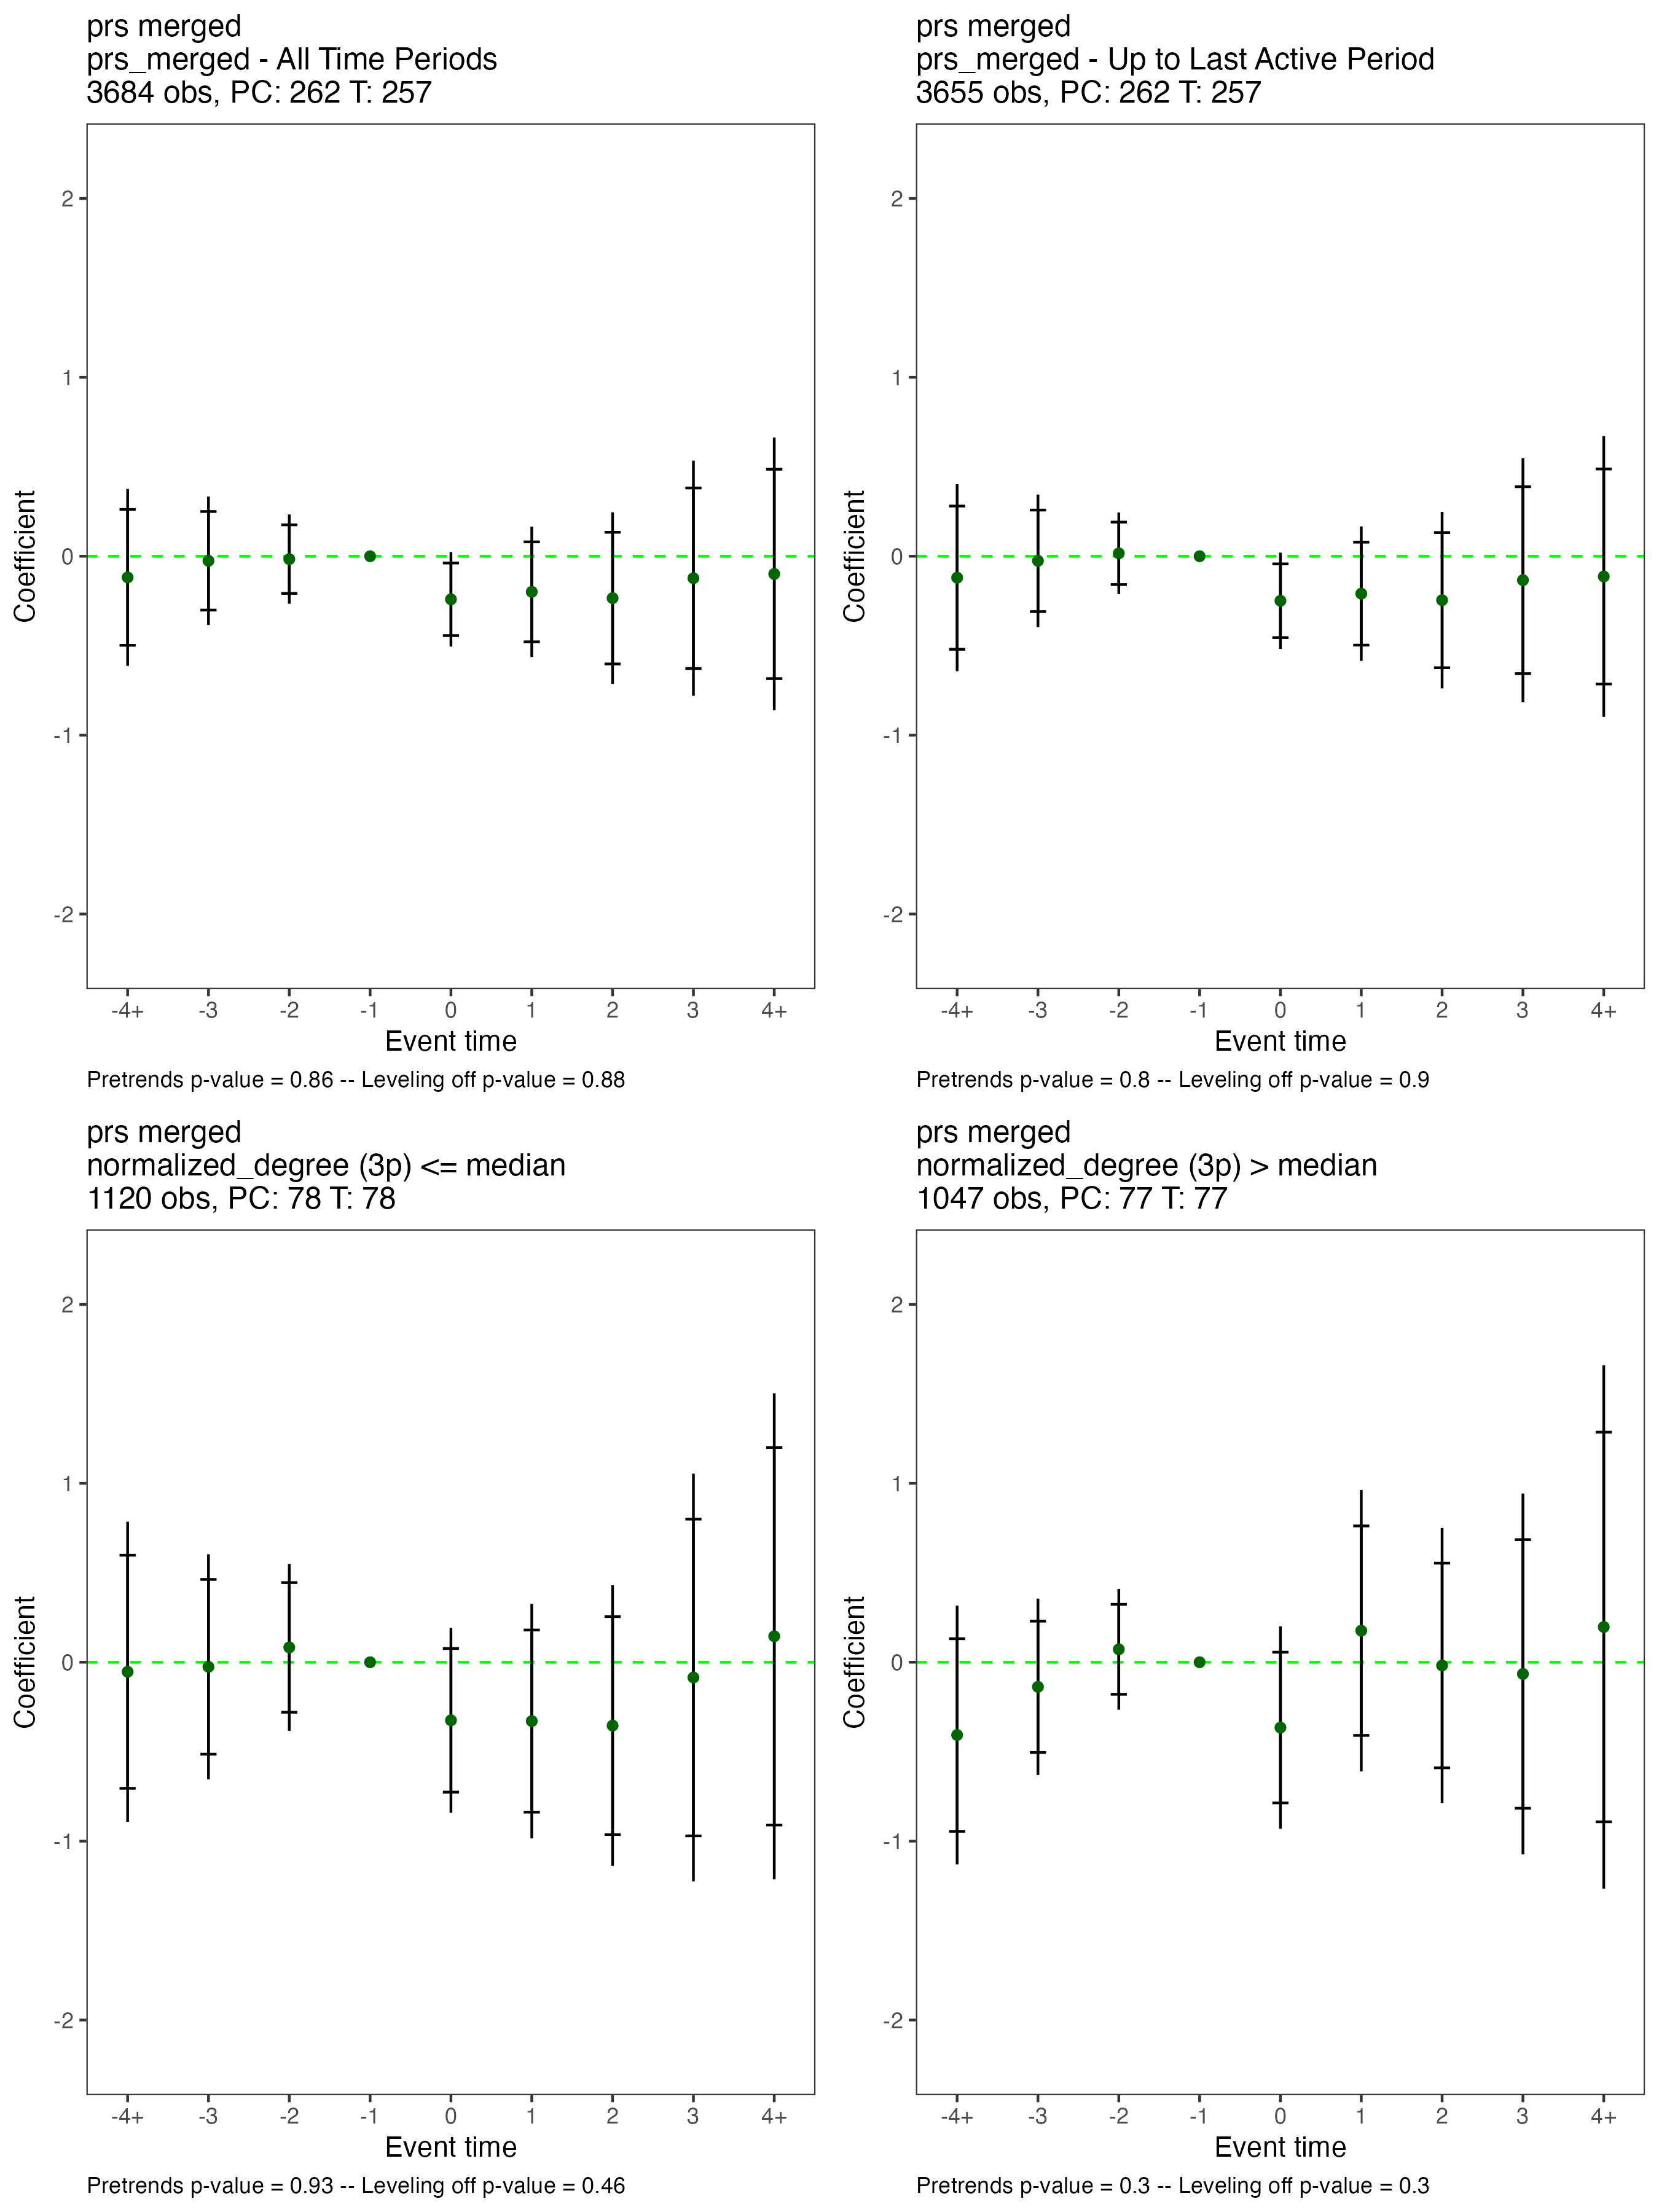 prs merged
prs_merged - All Time Periods
3684 obs, PC: 262 T: 257
2
1
0
-1
-2
Coefficient
-4+ -3 -2 -1 0 1 2 3 4+
Event time
Pretrends p-value = 0.86 -- Leveling off p-value = 0.88
prs merged
prs_merged - Up to Last Active Period
3655 obs, PC: 262 T: 257
2
1
0
-1
-2
Coefficient
-4+ -3 -2 -1 0 1 2 3 4+
Event time
Pretrends p-value = 0.8 -- Leveling off p-value = 0.9
prs merged
normalized_degree (3p) <= median
1120 obs, PC: 78 T: 78
2
1
0
-1
-2
Coefficient
-4+ -3 -2 -1 0 1 2 3 4+
Event time
Pretrends p-value = 0.93 -- Leveling off p-value = 0.46
prs merged
normalized_degree (3p) > median
1047 obs, PC: 77 T: 77
2
1
0
-1
-2
Coefficient
-4+ -3 -2 -1 0 1 2 3 4+
Event time
Pretrends p-value = 0.3 -- Leveling off p-value = 0.3